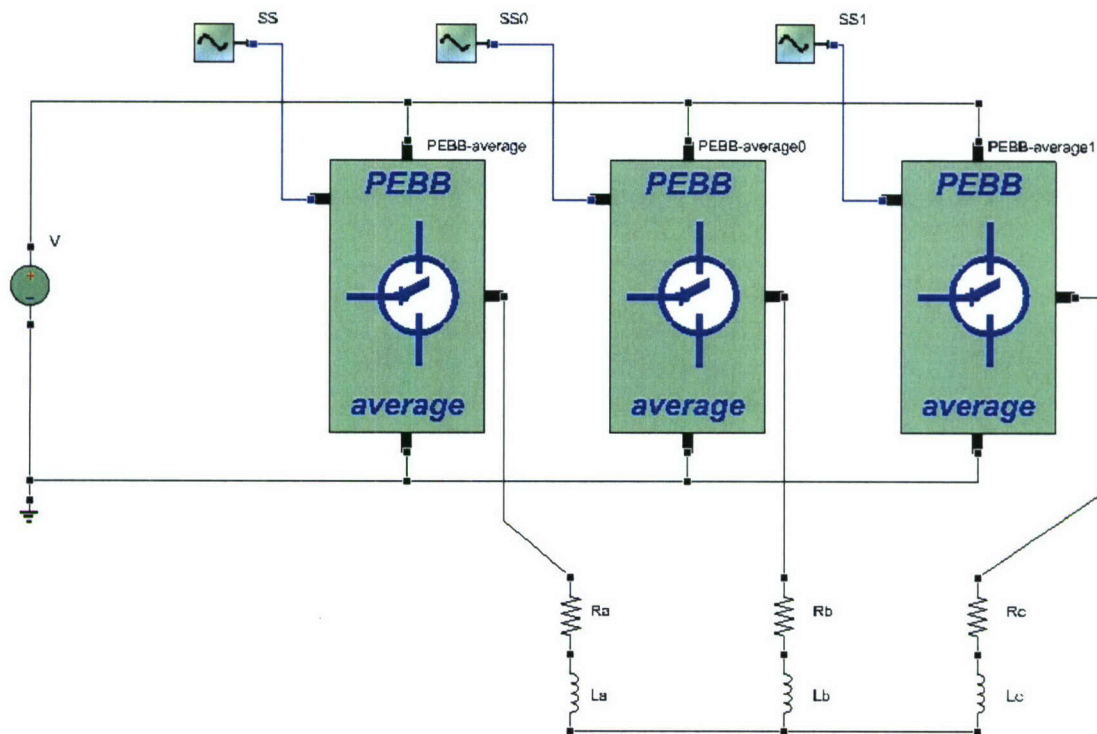 SS
SS0
SS1
PEBB-average
PEBB-average0
PEBB-average1
PEBB
PEBB
PEBB
V
+
-
average
average
average
Ra
Rb
Rc
La
Lb
Lc